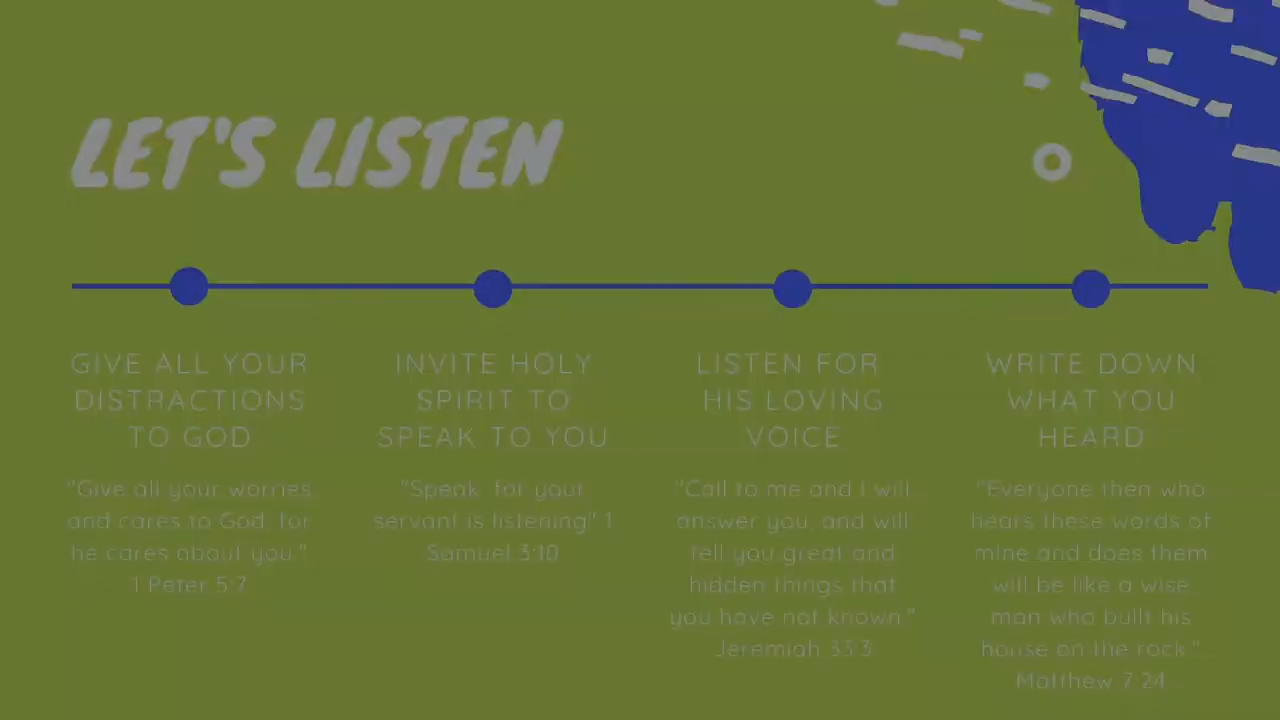 LET'S LISTEN
GIVE ALL YOUR
DISTRACTIONS
TO GOD
"Give all your worries
and cares to God, for
he cares about you."
1 Peter 5:7
INVITE HOLY
SPIRIT TO
SPEAK TO YOU
"Speak, for your
servant is listening" 1
Samuel 3:10
LISTEN FOR
HIS LOVING
VOICE
"Call to me and I will
answer you, and will
tell you great and
hidden things that
you have not known."
Jeremiah 33:3
WRITE DOWN
WHAT YOU
HEARD
"Everyone then who
hears these words of
mine and does them
will be like a wise
man who built his
house on the rock."
Matthew 7:24